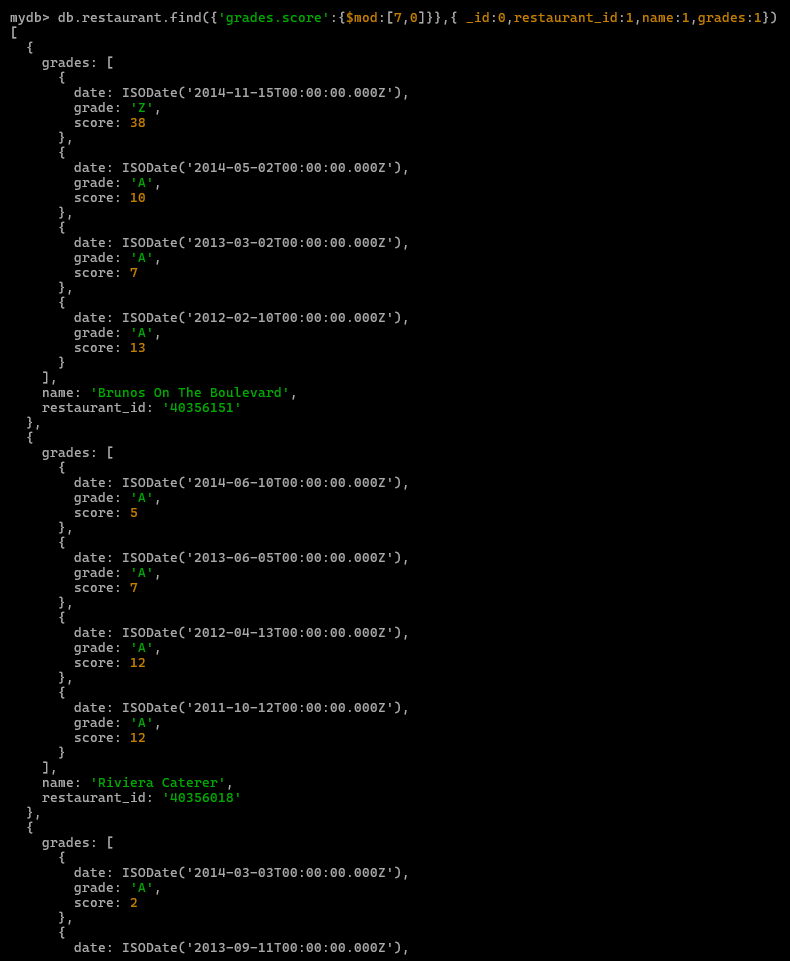 mydb> db.restaurant.find({'grades.score':{$mod:[7,0]}},{ _id:0,restaurant_id:1,name:1,grades:1})
[
  {
    grades: [
      {
        date: ISODate('2014-11-15T00:00:00.000Z'),
        grade: 'Z',
        score: 38
      },
      {
        date: ISODate('2014-05-02T00:00:00.000Z'),
        grade: 'A',
        score: 10
      },
      {
        date: ISODate('2013-03-02T00:00:00.000Z'),
        grade: 'A',
        score: 7
      },
      {
        date: ISODate('2012-02-10T00:00:00.000Z'),
        grade: 'A',
        score: 13
      }
    ],
    name: 'Brunos On The Boulevard',
    restaurant_id: '40356151'
  },
  {
    grades: [
      {
        date: ISODate('2014-06-10T00:00:00.000Z'),
        grade: 'A',
        score: 5
      },
      {
        date: ISODate('2013-06-05T00:00:00.000Z'),
        grade: 'A',
        score: 7
      },
      {
        date: ISODate('2012-04-13T00:00:00.000Z'),
        grade: 'A',
        score: 12
      },
      {
        date: ISODate('2011-10-12T00:00:00.000Z'),
        grade: 'A',
        score: 12
      }
    ],
    name: 'Riviera Caterer',
    restaurant_id: '40356018'
  },
  {
    grades: [
      {
        date: ISODate('2014-03-03T00:00:00.000Z'),
        grade: 'A',
        score: 2
      },
      {
        date: ISODate('2013-09-11T00:00:00.000Z'),